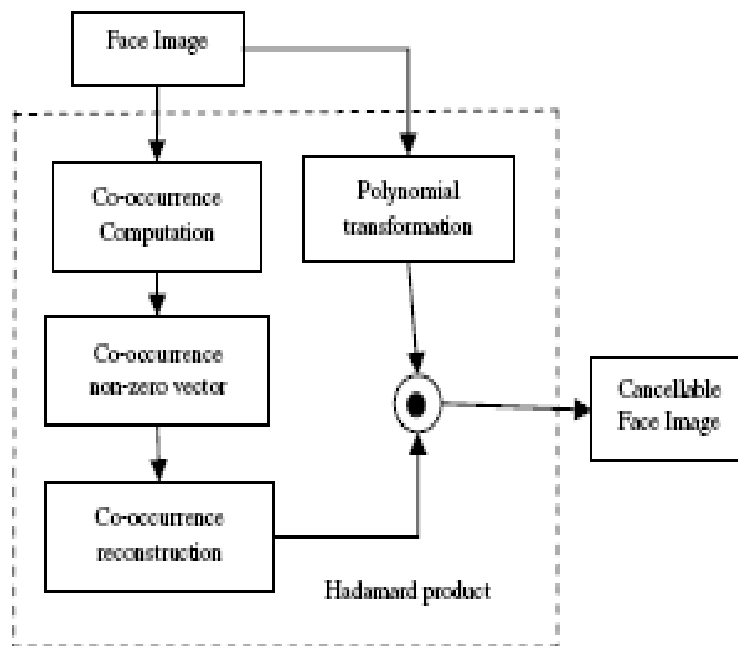 Face Image
Co-occurrence
Computation
Polynomial
transformation
Co-occurrence
non-zero vector
Cancellable
Face Image
Co-occurrence
reconstruction
Hadamard product